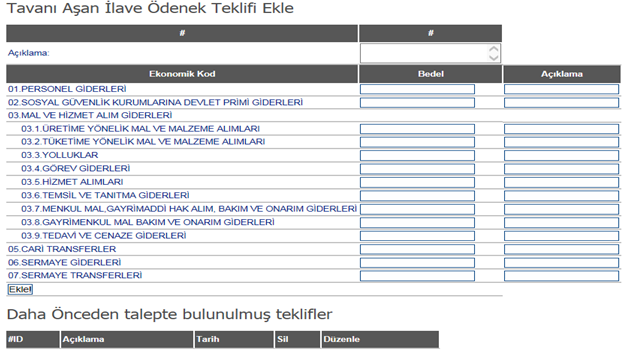 Tavanı Aşan İlave Ödenek Teklifi Ekle
# #
Açıklama:
Ekonomik Kod Bedel Açıklama
01.PERSONEL GİDERLERİ
02.SOSYAL GÜVENLİK KURUMLARINA DEVLET PRİMİ GİDERLERİ
03.MAL VE HİZMET ALIM GİDERLERİ
03.1.ÜRETİME YÖNELİK MAL VE MALZEME ALIMLARI
03.2.TÜKETİME YÖNELİK MAL VE MALZEME ALIMLARI
03.3.YOLLUKLAR
03.4.GÖREV GİDERLERİ
03.5.HİZMET ALIMLARI
03.6.TEMSİL VE TANITMA GİDERLERİ
03.7.MENKUL MAL,GAYRİMADDİ HAK ALIM, BAKIM VE ONARIM GİDERLERİ
03.8.GAYRİMENKUL MAL BAKIM VE ONARIM GİDERLERİ
03.9.TEDAVİ VE CENAZE GİDERLERİ
05.CARİ TRANSFERLER
06.SERMAYE GİDERLERİ
07.SERMAYE TRANSFERLERİ
Ekle!
Daha Önceden talepte bulunulmuş teklifler
#ID Açıklama Tarih Sil Düzenle